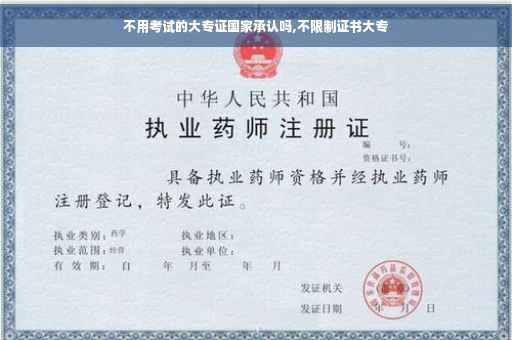 不用考试的大专证国家承认吗,不限制证书大专
中华人民共和国
执业药师注册证
编 号:
资格证书号:
具备执业药师资格并经执业药师
注册登记，特发此证。
执业类别: 药学
执业地区:
执业范围: 经营
执业单位:
有效期: 自 年 月至 年 月
发证机关
发证日期 年 月 日